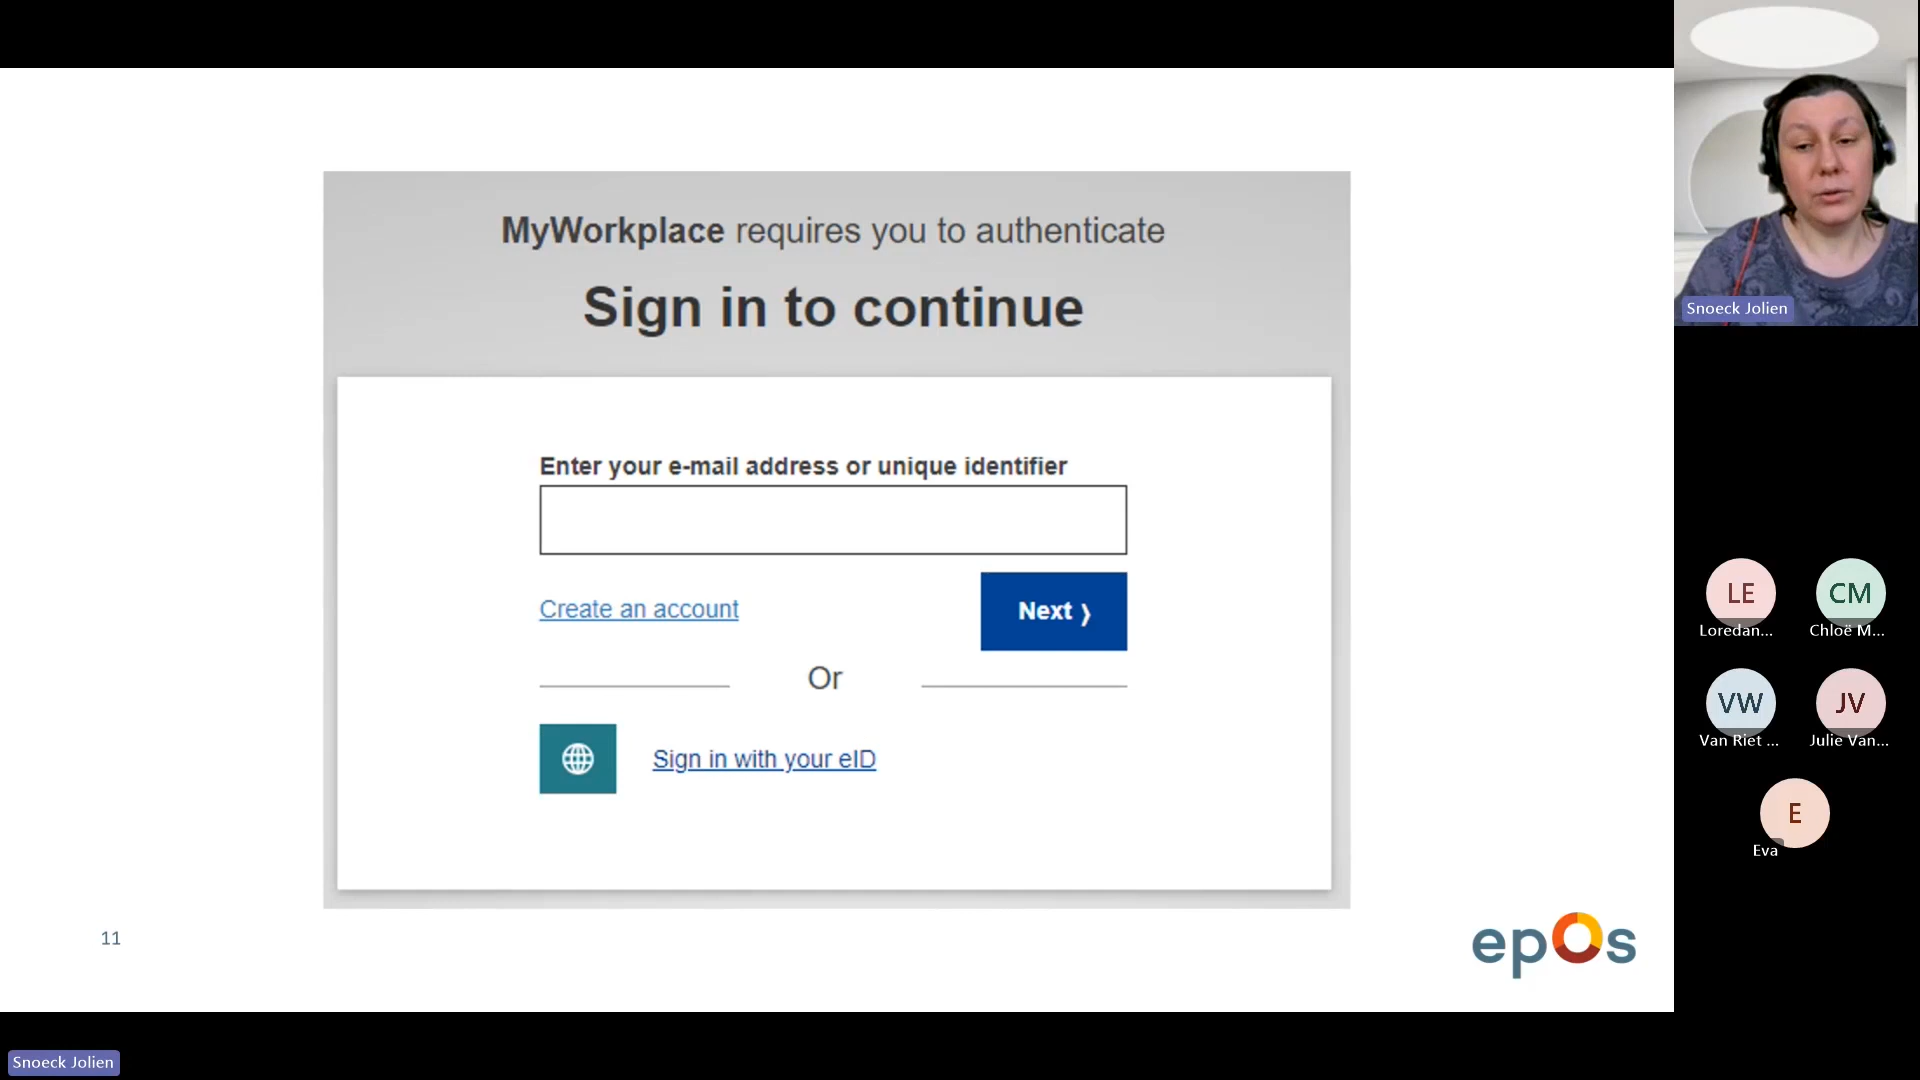 MyWorkplace requires you to authenticate
Sign in to continue
Enter your e-mail address or unique identifier
Create an account
Next ❭
Or
Sign in with your eID
11
epos
Snoeck Jolien
LE
CM
Loredan...
Chloë M...
VW
JV
Van Riet ...
Julie Van...
E
Eva
Snoeck Jolien